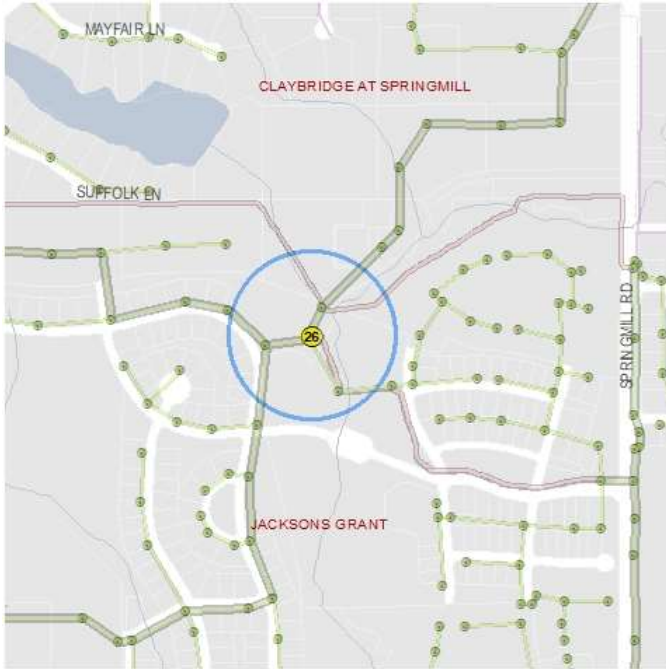 MAYFAIR LN
CLAYBRIDGE AT SPRINGMILL
SUFFOLK LN
26
SPRINGMILL RD
JACKSONS GRANT